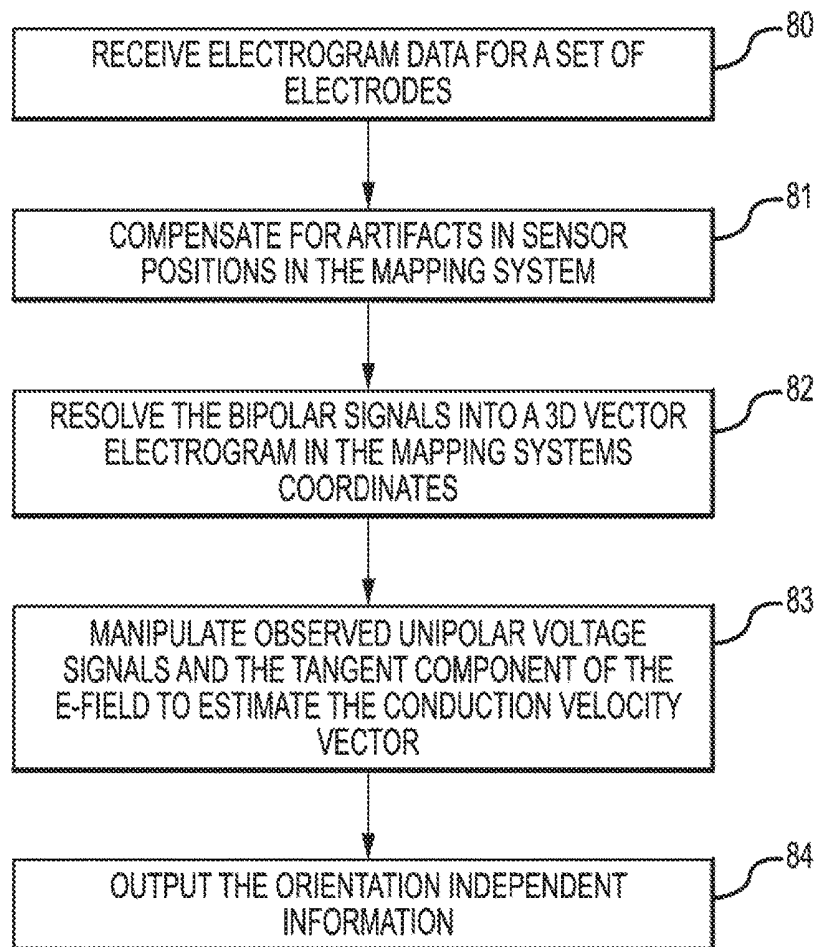 80
RECEIVE ELECTROGRAM DATA FOR A SET OF
ELECTRODES
81
COMPENSATE FOR ARTIFACTS IN SENSOR
POSITIONS IN THE MAPPING SYSTEM
82
RESOLVE THE BIPOLAR SIGNALS INTO A 3D VECTOR
ELECTROGRAM IN THE MAPPING SYSTEMS
COORDINATES
83
MANIPULATE OBSERVED UNIPOLAR VOLTAGE
SIGNALS AND THE TANGENT COMPONENT OF THE
E-FIELD TO ESTIMATE THE CONDUCTION VELOCITY
VECTOR
84
OUTPUT THE ORIENTATION INDEPENDENT
INFORMATION